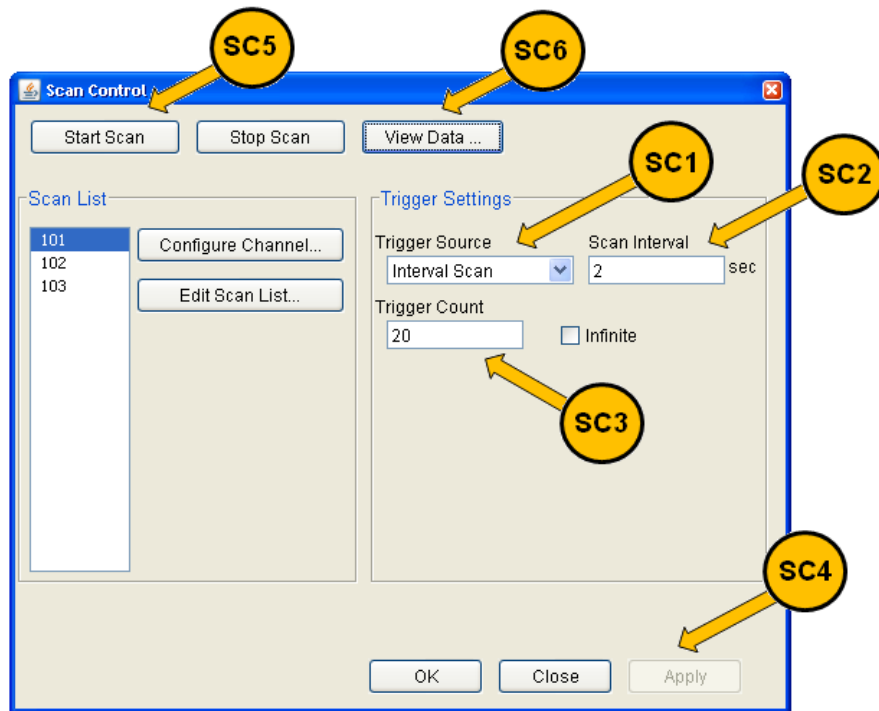 SC5
SC6
Scan Control
Start Scan
Stop Scan
View Data ...
SC1
SC2
Scan List
101
102
103
Configure Channel...
Edit Scan List...
Trigger Settings
Trigger Source
Scan Interval
Interval Scan
2
sec
Trigger Count
20
Infinite
SC3
SC4
OK
Close
Apply